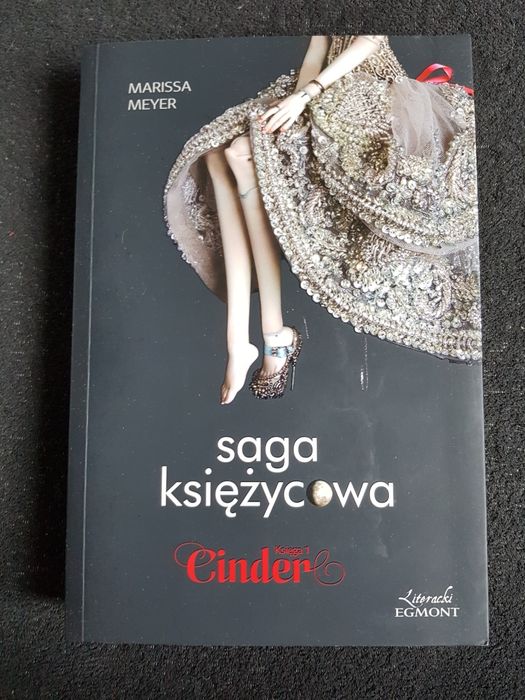 MARISSA
MEYER
saga
księżycowa
Księga 1
Cinder
Literacki
EGMONT